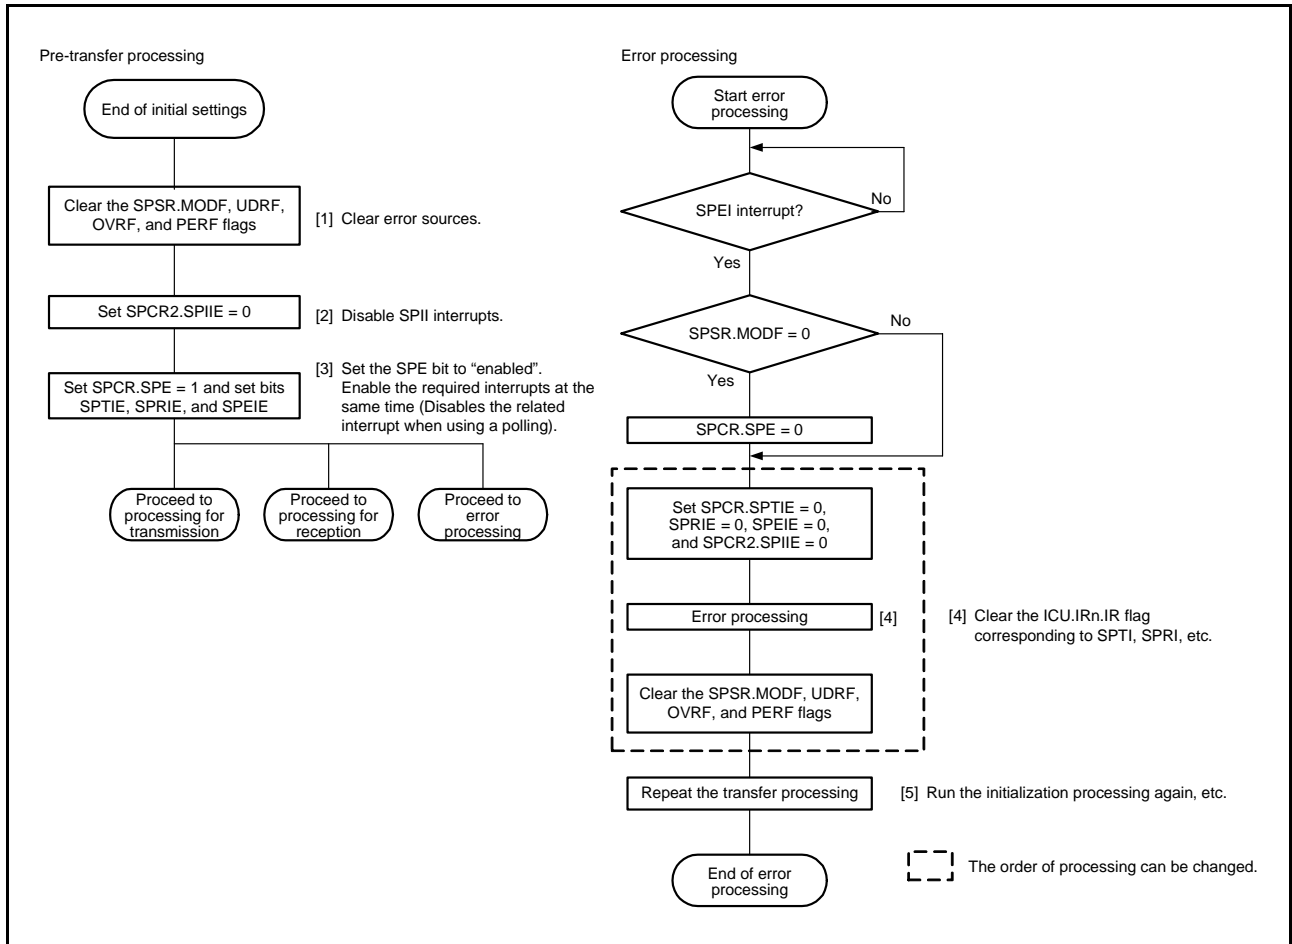 Pre-transfer processing
End of initial settings
Clear the SPSR.MODF, UDRF,
OVRF, and PERF flags
[1] Clear error sources.
Set SPCR2.SPIIE = 0
[2] Disable SPII interrupts.
Set SPCR.SPE = 1 and set bits
SPTIE, SPRIE, and SPEIE
[3] Set the SPE bit to “enabled”.
Enable the required interrupts at the
same time (Disables the related
interrupt when using a polling).
Proceed to
processing for
transmission
Proceed to
processing for
reception
Proceed to
error
processing
Error processing
Start error
processing
SPEI interrupt?
No
Yes
SPSR.MODF = 0
No
Yes
SPCR.SPE = 0
Set SPCR.SPTIE = 0,
SPRIE = 0, SPEIE = 0,
and SPCR2.SPIIE = 0
Error processing
[4]
[4] Clear the ICU.IRn.IR flag
corresponding to SPTI, SPRI, etc.
Clear the SPSR.MODF, UDRF,
OVRF, and PERF flags
Repeat the transfer processing
[5] Run the initialization processing again, etc.
End of error
processing
The order of processing can be changed.